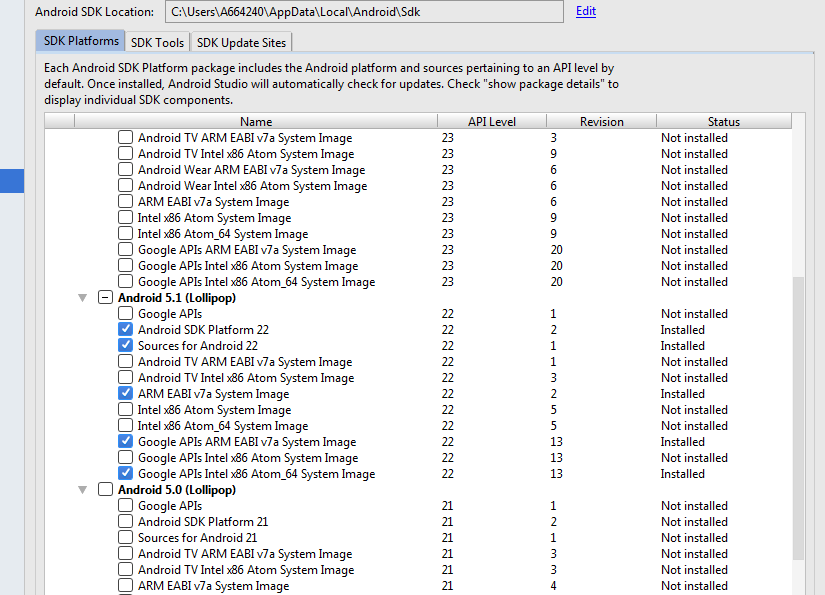 Android SDK Location: C:\Users\A664240\AppData\Local\Android\Sdk Edit
SDK Platforms SDK Tools SDK Update Sites
Each Android SDK Platform package includes the Android platform and sources pertaining to an API level by
default. Once installed, Android Studio will automatically check for updates. Check "show package details" to
display individual SDK components.
Name API Level Revision Status
Android TV ARM EABI v7a System Image 23 3 Not installed
Android TV Intel x86 Atom System Image 23 9 Not installed
Android Wear ARM EABI v7a System Image 23 6 Not installed
Android Wear Intel x86 Atom System Image 23 6 Not installed
ARM EABI v7a System Image 23 6 Not installed
Intel x86 Atom System Image 23 9 Not installed
Intel x86 Atom_64 System Image 23 9 Not installed
Google APIs ARM EABI v7a System Image 23 20 Not installed
Google APIs Intel x86 Atom System Image 23 20 Not installed
Google APIs Intel x86 Atom_64 System Image 23 20 Not installed
Android 5.1 (Lollipop)
Google APIs 22 1 Not installed
Android SDK Platform 22 22 2 Installed
Sources for Android 22 22 1 Installed
Android TV ARM EABI v7a System Image 22 1 Not installed
Android TV Intel x86 Atom System Image 22 3 Not installed
ARM EABI v7a System Image 22 2 Installed
Intel x86 Atom System Image 22 5 Not installed
Intel x86 Atom_64 System Image 22 5 Not installed
Google APIs ARM EABI v7a System Image 22 13 Installed
Google APIs Intel x86 Atom System Image 22 13 Not installed
Google APIs Intel x86 Atom_64 System Image 22 13 Installed
Android 5.0 (Lollipop)
Google APIs 21 1 Not installed
Android SDK Platform 21 21 2 Not installed
Sources for Android 21 21 1 Not installed
Android TV ARM EABI v7a System Image 21 3 Not installed
Android TV Intel x86 Atom System Image 21 3 Not installed
ARM EABI v7a System Image 21 4 Not installed